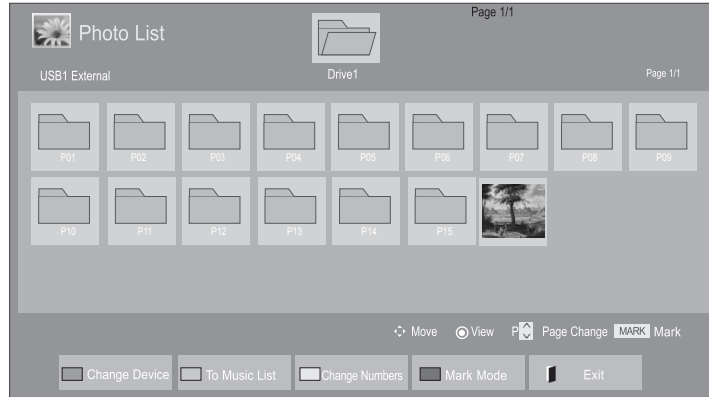 Page 1/1
Photo List
USB1 External
Drive1
Page 1/1
P01 P02 P03 P04 P05 P06 P07 P08 P09
P10 P11 P12 P13 P14 P15
Move View P Page Change MARK Mark
Change Device To Music List Change Numbers Mark Mode Exit